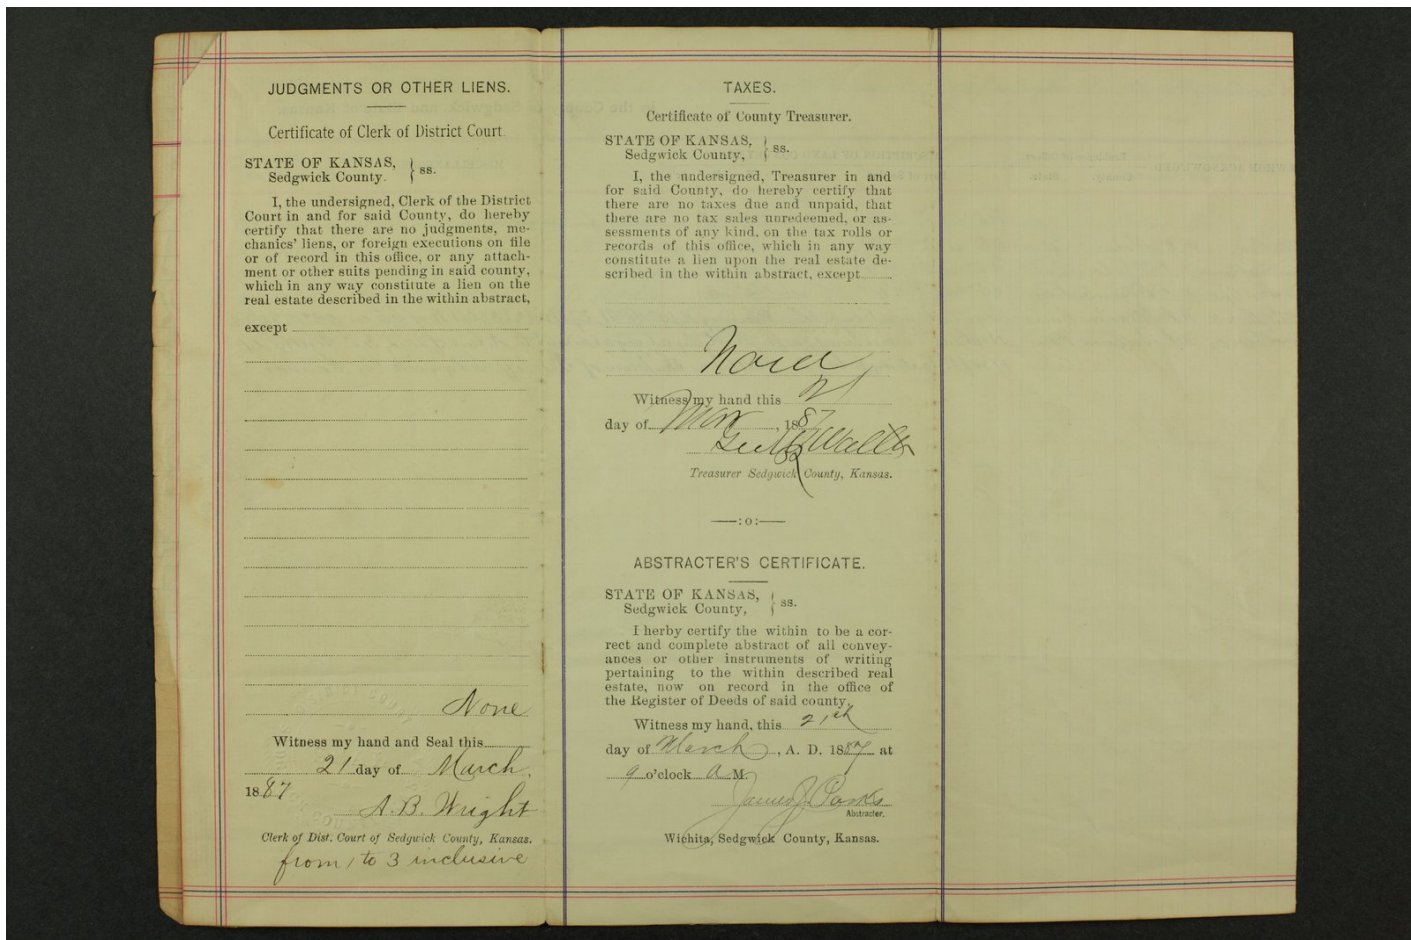 JUDGMENTS OR OTHER LIENS.
Certificate of Clerk of District Court.
STATE OF KANSAS,
Sedgwick County. } ss.
I, the undersigned, Clerk of the District
Court in and for said County, do hereby
certify that there are no judgments, me-
chanics' liens, or foreign executions on file
or of record in this office, or any attach-
ment or other suits pending in said county,
which in any way constitute a lien on the
real estate described in the within abstract,
except
None
Witness my hand and Seal this
21 day of March,
1887
A. B. Wright
Clerk of Dist. Court of Sedgwick County, Kansas.
from 1 to 3 inclusive
TAXES.
Certificate of County Treasurer.
STATE OF KANSAS,
Sedgwick County, } ss.
I, the undersigned, Treasurer in and
for said County, do hereby certify that
there are no taxes due and unpaid, that
there are no tax sales unredeemed, or as-
sessments of any kind, on the tax rolls or
records of this office, which in any way
constitute a lien upon the real estate de-
scribed in the within abstract, except
Witness my hand this 21
day of Mar, 1887
Treasurer Sedgwick County, Kansas.
—:o:—
ABSTRACTER'S CERTIFICATE.
STATE OF KANSAS,
Sedgwick County, } ss.
I herby certify the within to be a cor-
rect and complete abstract of all convey-
ances or other instruments of writing
pertaining to the within described real
estate, now on record in the office of
the Register of Deeds of said county.
Witness my hand, this 21th
day of March, A. D. 1887 at
9 o'clock A M.
James J. Parks
Abstracter.
Wichita, Sedgwick County, Kansas.